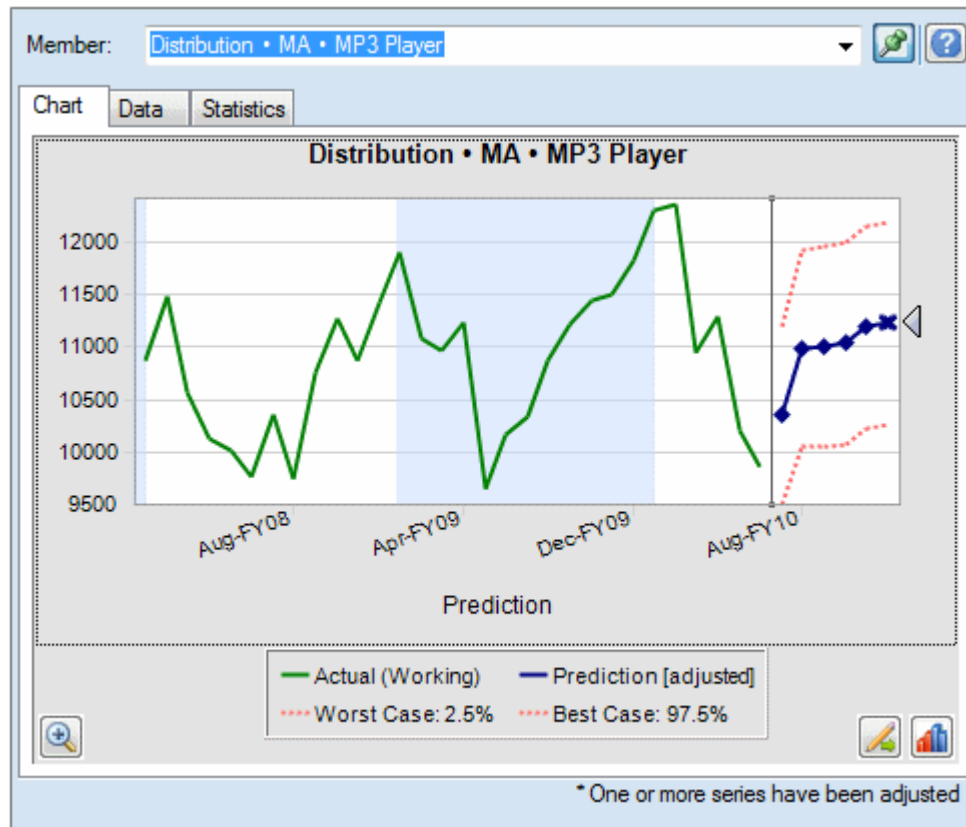 Member: Distribution • MA • MP3 Player
Chart Data Statistics
Distribution • MA • MP3 Player
12000
11500
11000
10500
10000
9500
Aug-FY08 Apr-FY09 Dec-FY09 Aug-FY10
Prediction
Actual (Working) Prediction [adjusted]
Worst Case: 2.5% Best Case: 97.5%
* One or more series have been adjusted